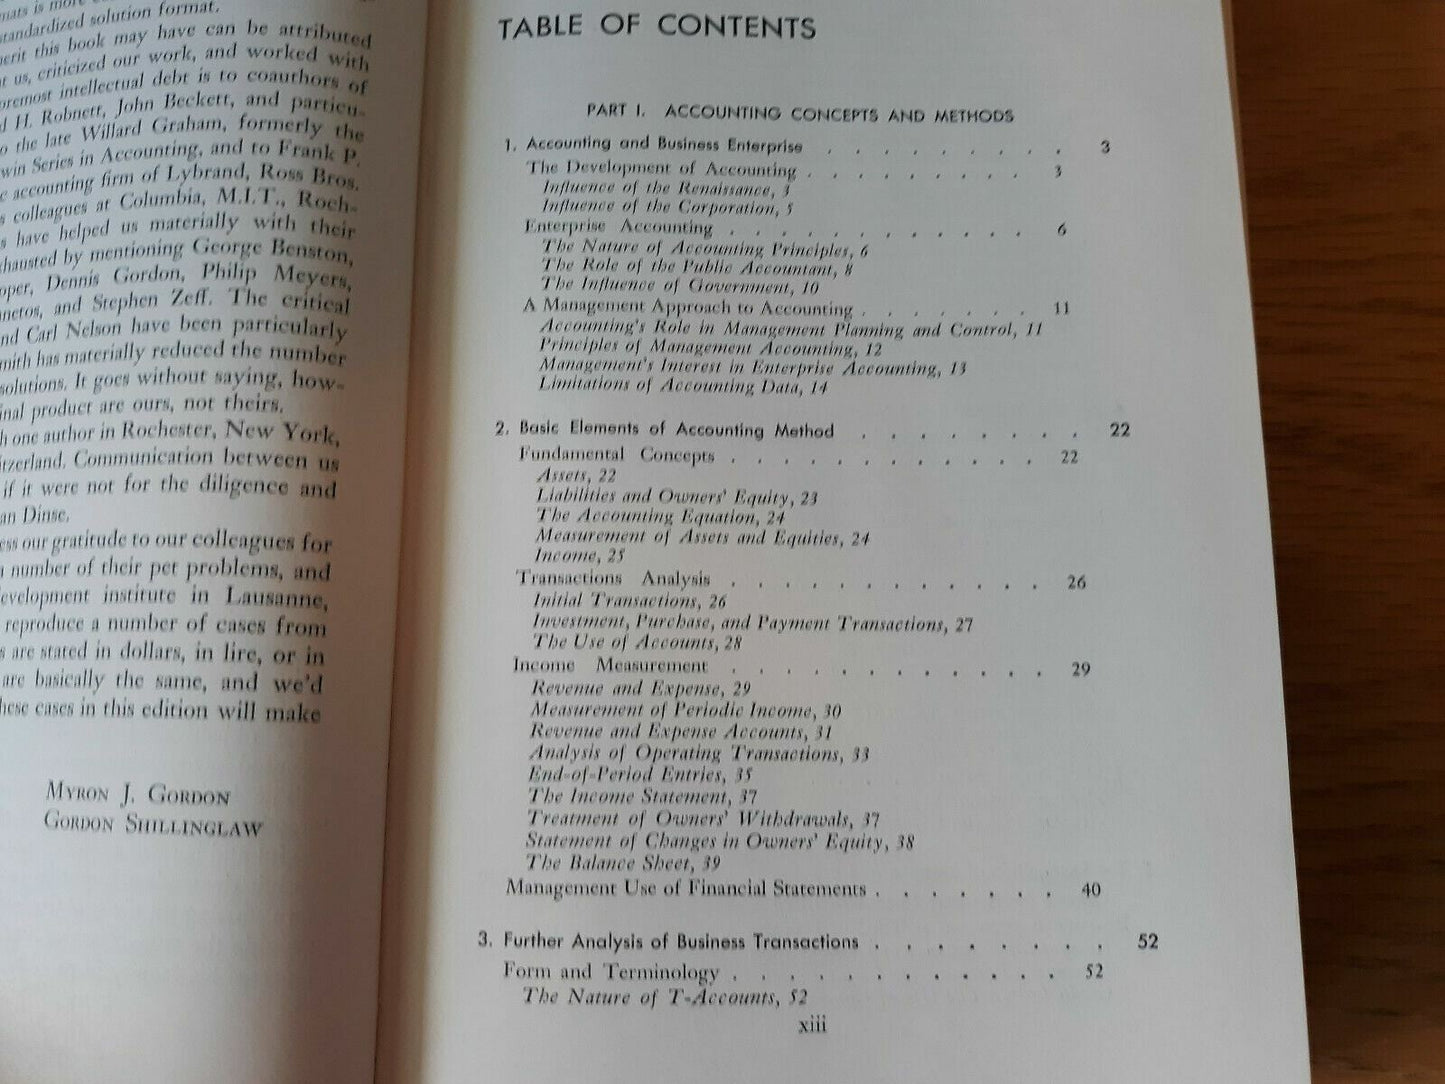 standardized solution format.
this book may have can be attributed
us, criticized our work, and worked with
intellectual debt is to coauthors of
H. Robnett, John Beckett, and particu-
the late Willard Graham, formerly the
Series in Accounting, and to Frank P.
accounting firm of Lybrand, Ross Bros.
colleagues at Columbia, M.I.T., Roch-
have helped us materially with their
by mentioning George Benston,
Dennis Gordon, Philip Meyers,
and Stephen Zeff. The critical
Carl Nelson have been particularly
has materially reduced the number
solutions. It goes without saying, how-
product are ours, not theirs.
one author in Rochester, New York,
Communication between us
if it were not for the diligence and
Dinse.
our gratitude to our colleagues for
number of their pet problems, and
institute in Lausanne,
reproduce a number of cases from
are stated in dollars, in lire, or in
are basically the same, and we'd
cases in this edition will make
MYRON J. GORDON
GORDON SHILLINGLAW
TABLE OF CONTENTS
PART I. ACCOUNTING CONCEPTS AND METHODS
1. Accounting and Business Enterprise . . . . . . . . . 3
The Development of Accounting . . . . . . . . 3
Influence of the Renaissance, 3
Influence of the Corporation, 5
Enterprise Accounting . . . . . . . . . . . 6
The Nature of Accounting Principles, 6
The Role of the Public Accountant, 8
The Influence of Government, 10
A Management Approach to Accounting . . . . . . . 11
Accounting's Role in Management Planning and Control, 11
Principles of Management Accounting, 12
Management's Interest in Enterprise Accounting, 13
Limitations of Accounting Data, 14
2. Basic Elements of Accounting Method . . . . . . . . 22
Fundamental Concepts . . . . . . . . . . . 22
Assets, 22
Liabilities and Owners' Equity, 23
The Accounting Equation, 24
Measurement of Assets and Equities, 24
Income, 25
Transactions Analysis . . . . . . . . . . . 26
Initial Transactions, 26
Investment, Purchase, and Payment Transactions, 27
The Use of Accounts, 28
Income Measurement . . . . . . . . . . . 29
Revenue and Expense, 29
Measurement of Periodic Income, 30
Revenue and Expense Accounts, 31
Analysis of Operating Transactions, 33
End-of-Period Entries, 35
The Income Statement, 37
Treatment of Owners' Withdrawals, 37
Statement of Changes in Owners' Equity, 38
The Balance Sheet, 39
Management Use of Financial Statements . . . . . . . 40
3. Further Analysis of Business Transactions . . . . . . . . 52
Form and Terminology . . . . . . . . . . . . 52
The Nature of T-Accounts, 52
xiii